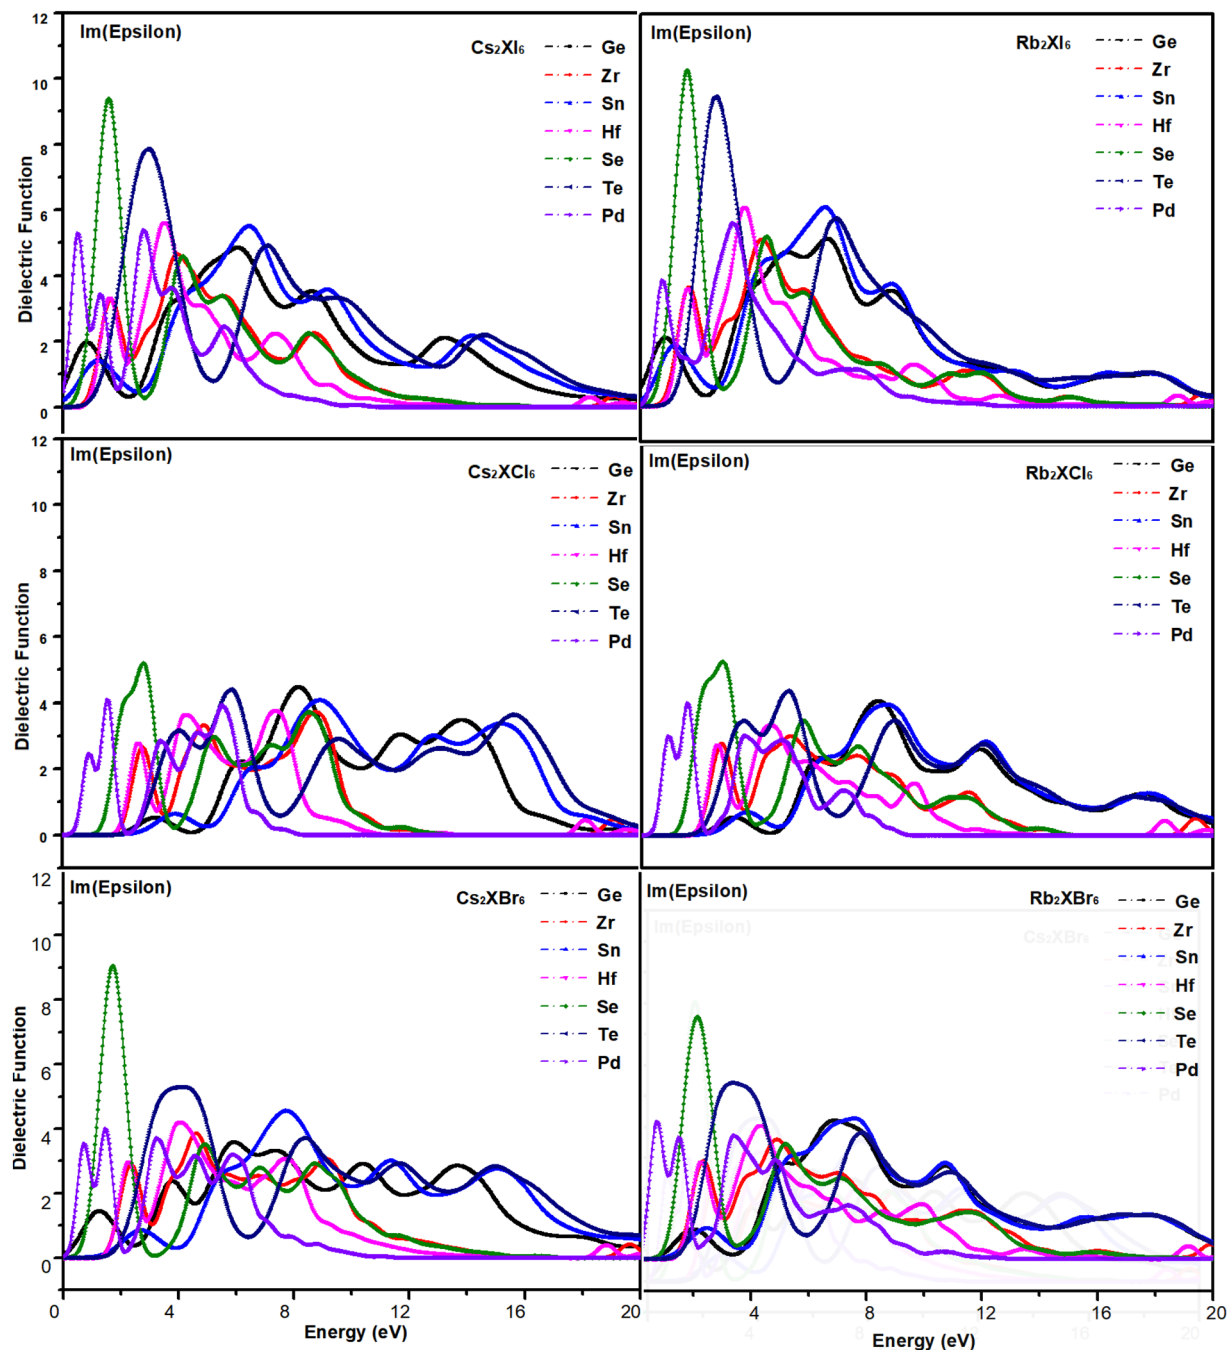 Im(Epsilon)
Cs₂XI₆
Ge
Zr
Sn
Hf
Se
Te
Pd
12
10
8
6
4
2
0
Dielectric Function
Rb₂XI₆
Ge
Zr
Sn
Hf
Se
Te
Pd
Im(Epsilon)
Cs₂XCl₆
Ge
Zr
Sn
Hf
Se
Te
Pd
12
10
8
6
4
2
0
Dielectric Function
Im(Epsilon)
Rb₂XCl₆
Ge
Zr
Sn
Hf
Se
Te
Pd
Im(Epsilon)
Cs₂XBr₆
Ge
Zr
Sn
Hf
Se
Te
Pd
12
10
8
6
4
2
0
Dielectric Function
0 4 8 12 16 20
Energy (eV)
Im(Epsilon)
Rb₂XBr₆
Ge
Zr
Sn
Hf
Se
Te
Pd
Im(Epsilon)
Cs₂XBr₆
Pd
4 8 12 16 20
Energy (eV)